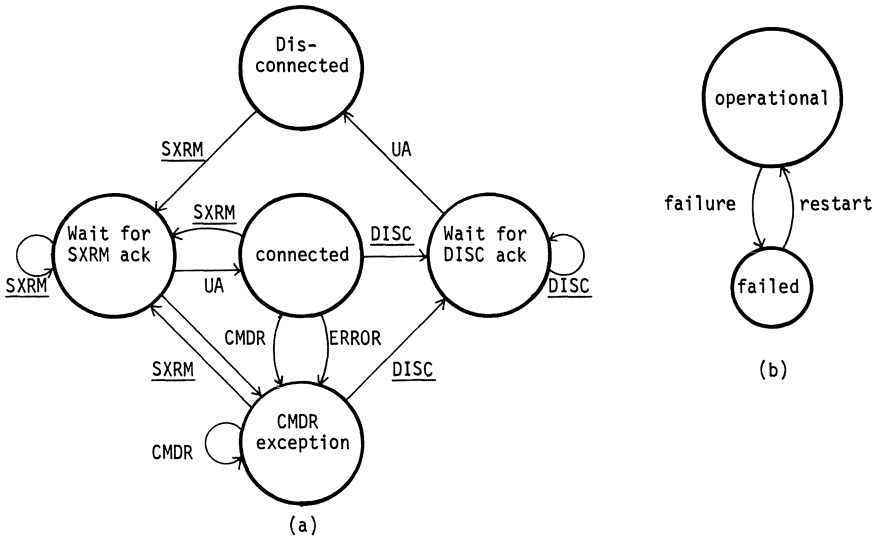 Dis-
connected
SXRM
UA
Wait for
SXRM ack
SXRM
connected
DISC
Wait for
DISC ack
SXRM
UA
DISC
CMDR
ERROR
SXRM
DISC
CMDR
exception
CMDR
(a)
operational
failure
restart
failed
(b)